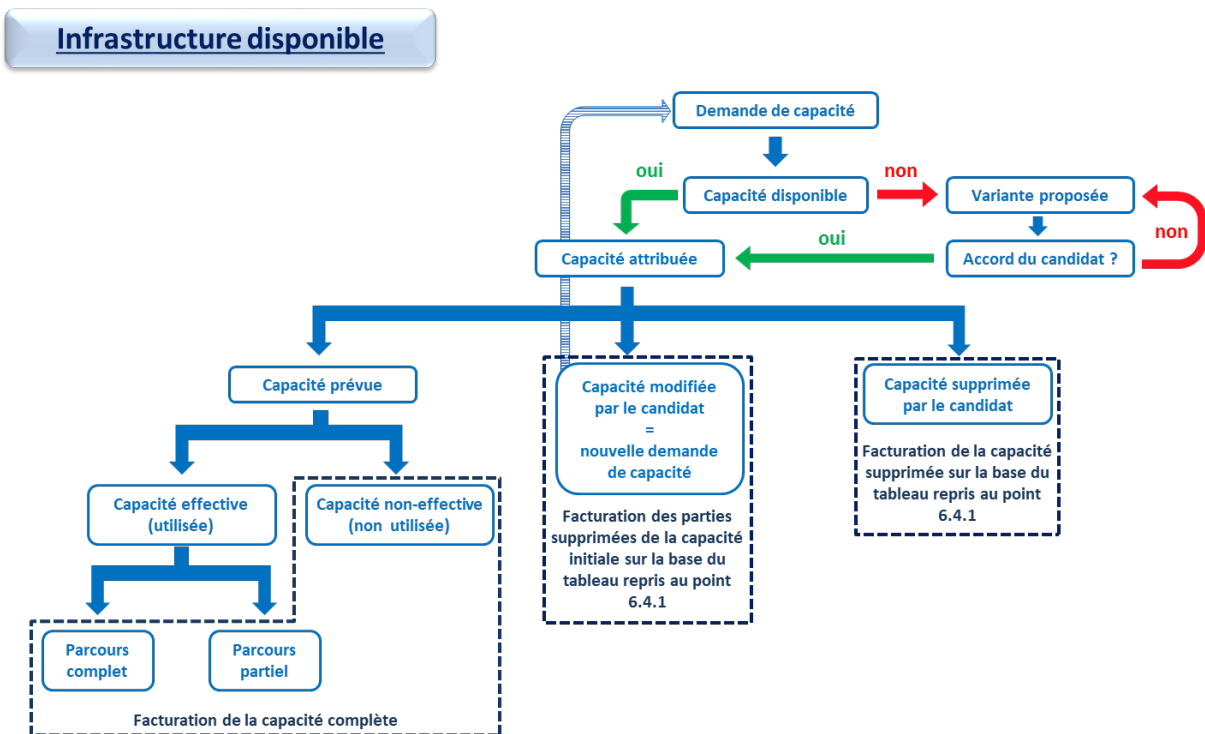 Infrastructure disponible
Demande de capacité
oui
non
Capacité disponible
Variante proposée
oui
non
Capacité attribuée
Accord du candidat ?
Capacité prévue
Capacité modifiée
par le candidat
=
nouvelle demande
de capacité
Facturation des parties
supprimées de la capacité
initiale sur la base du
tableau repris au point
6.4.1
Capacité supprimée
par le candidat
Facturation de la capacité
supprimée sur la base du
tableau repris au point
6.4.1
Capacité effective
(utilisée)
Capacité non-effective
(non utilisée)
Parcours
complet
Parcours
partiel
Facturation de la capacité complète